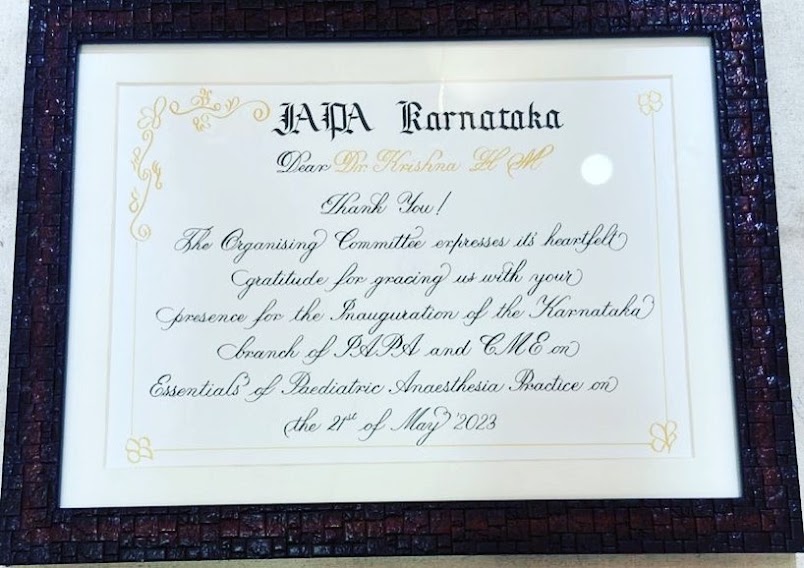 IAPA Karnataka
Dear Dr Krishna H M
Thank You!
The Organising Committee expresses it's heartfelt
gratitude for gracing us with your
presence for the Inauguration of the Karnataka
branch of IAPA and CME on
Essentials of Paediatric Anaesthesia Practice on
the 21st of May '2023